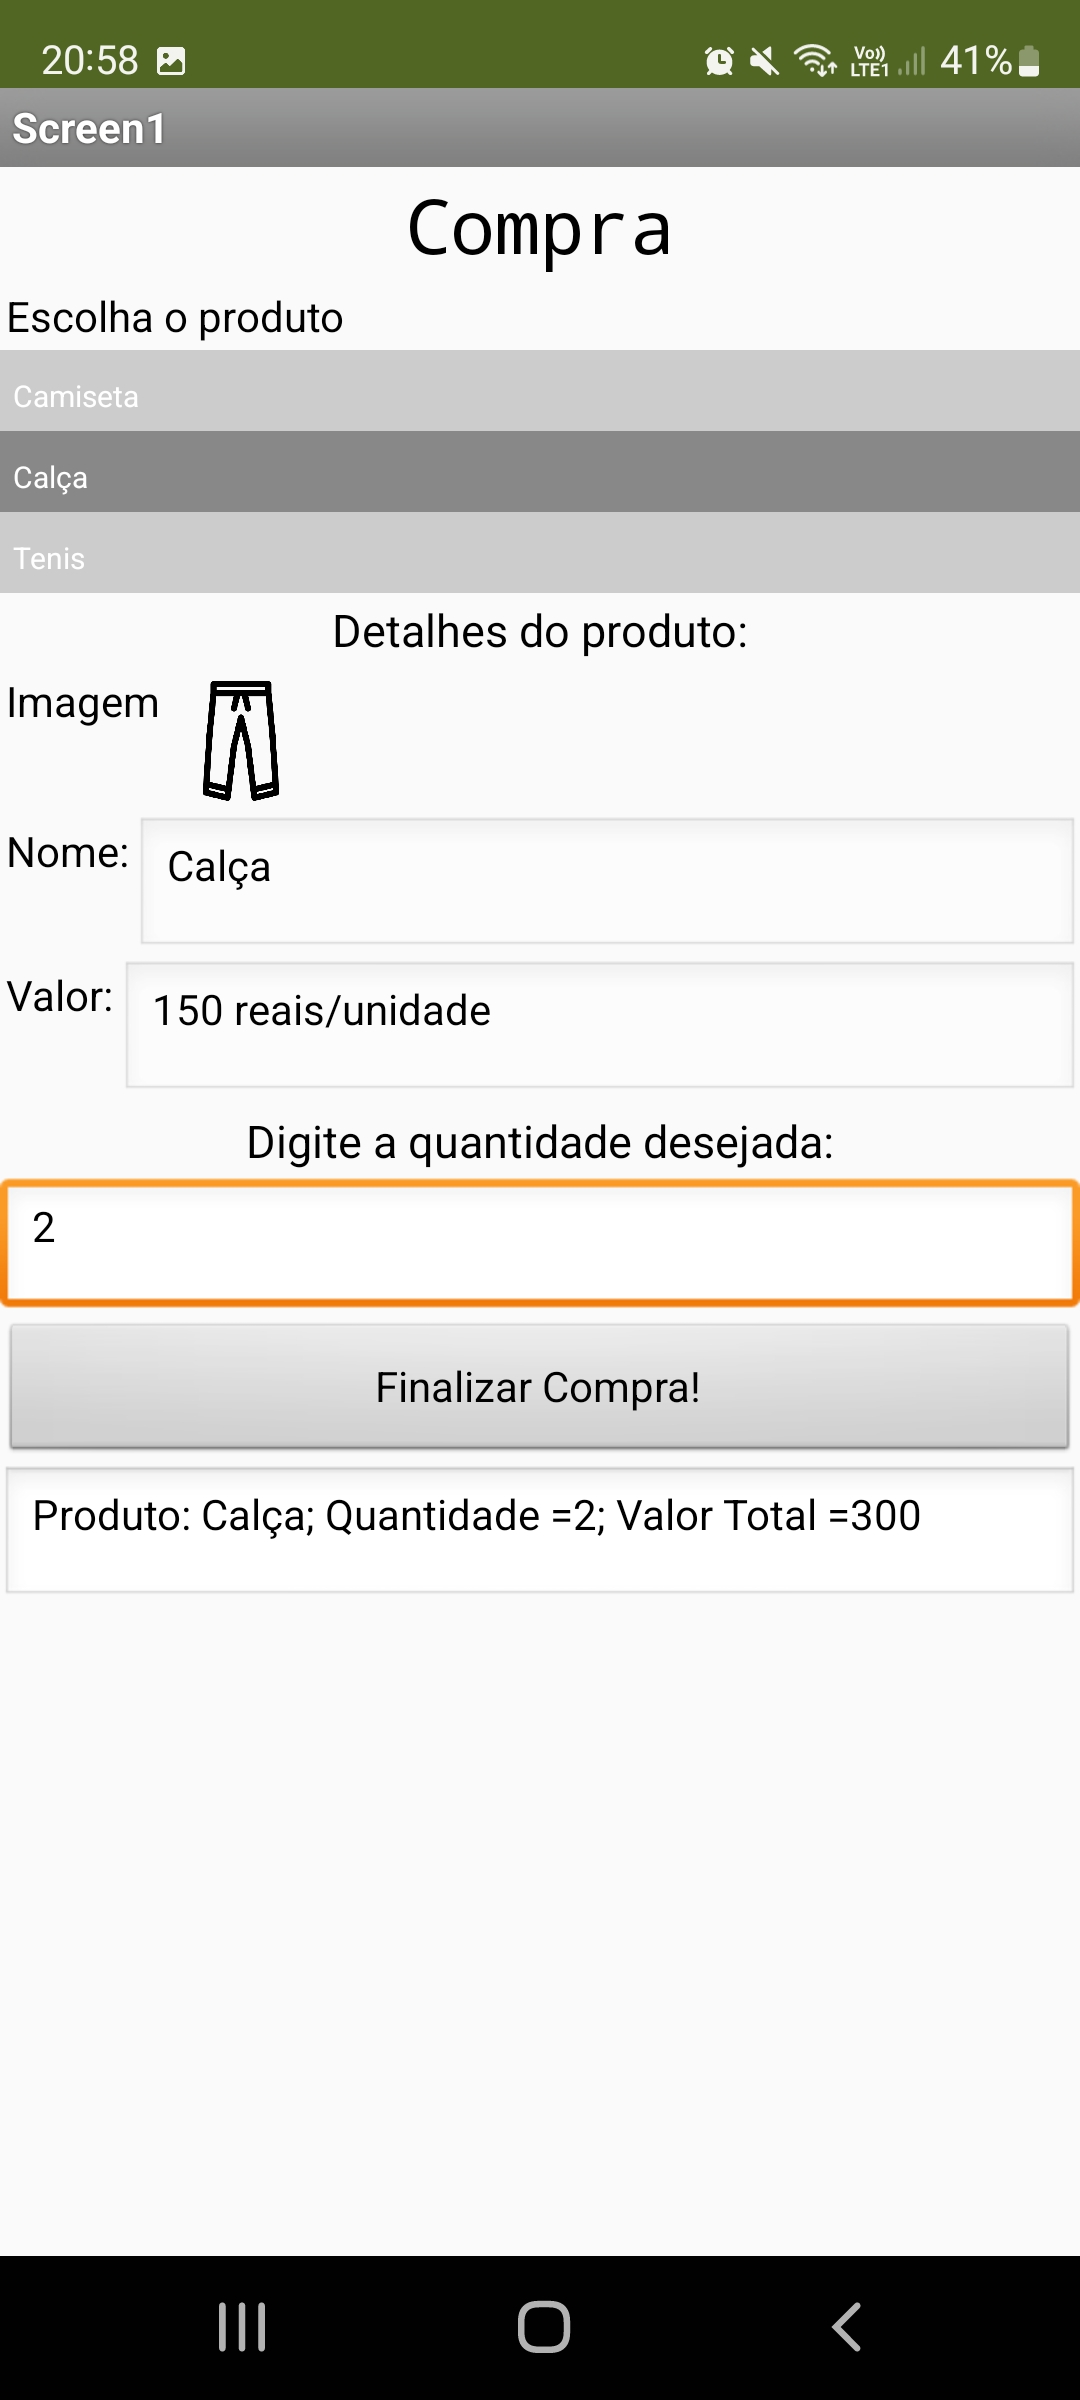 20:58 Vo)) LTE1 41%
Screen1
Compra
Escolha o produto
Camiseta
Calça
Tenis
Detalhes do produto:
Imagem
Nome: Calça
Valor: 150 reais/unidade
Digite a quantidade desejada:
2
Finalizar Compra!
Produto: Calça; Quantidade =2; Valor Total =300